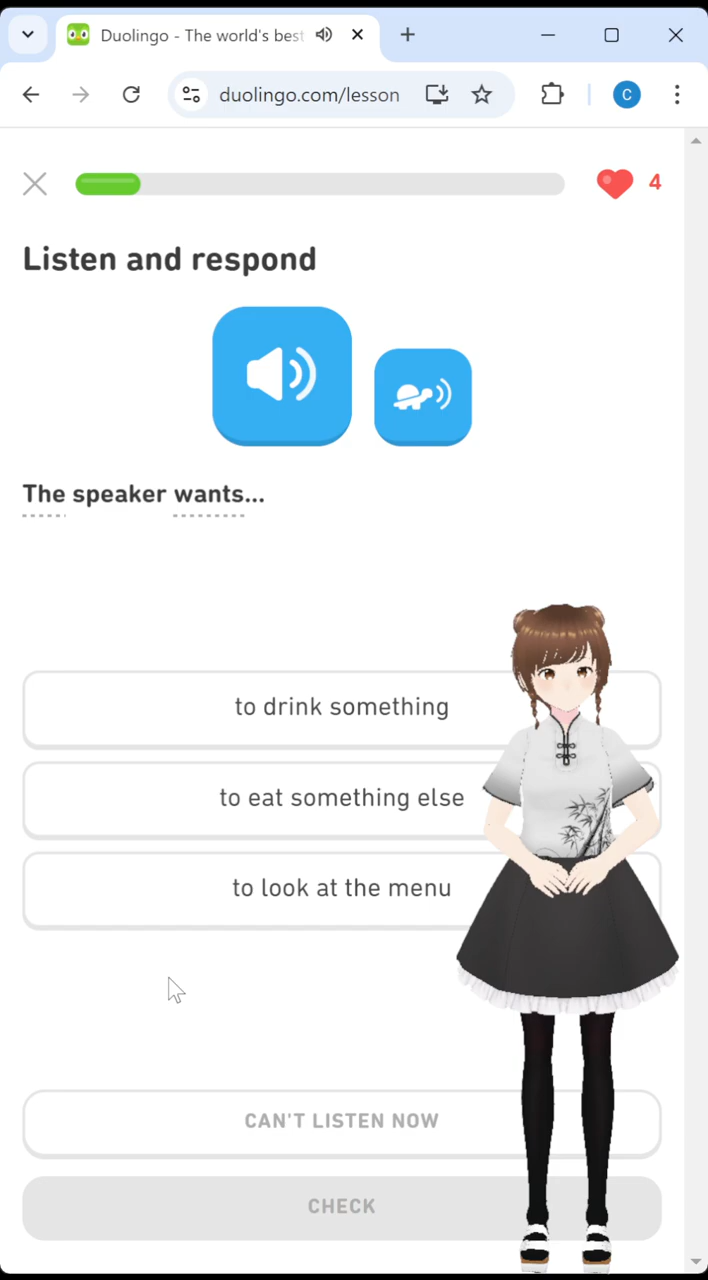 Duolingo - The world's best
duolingo.com/lesson
C
4
Listen and respond
The speaker wants...
to drink something
to eat something else
to look at the menu
CAN'T LISTEN NOW
CHECK